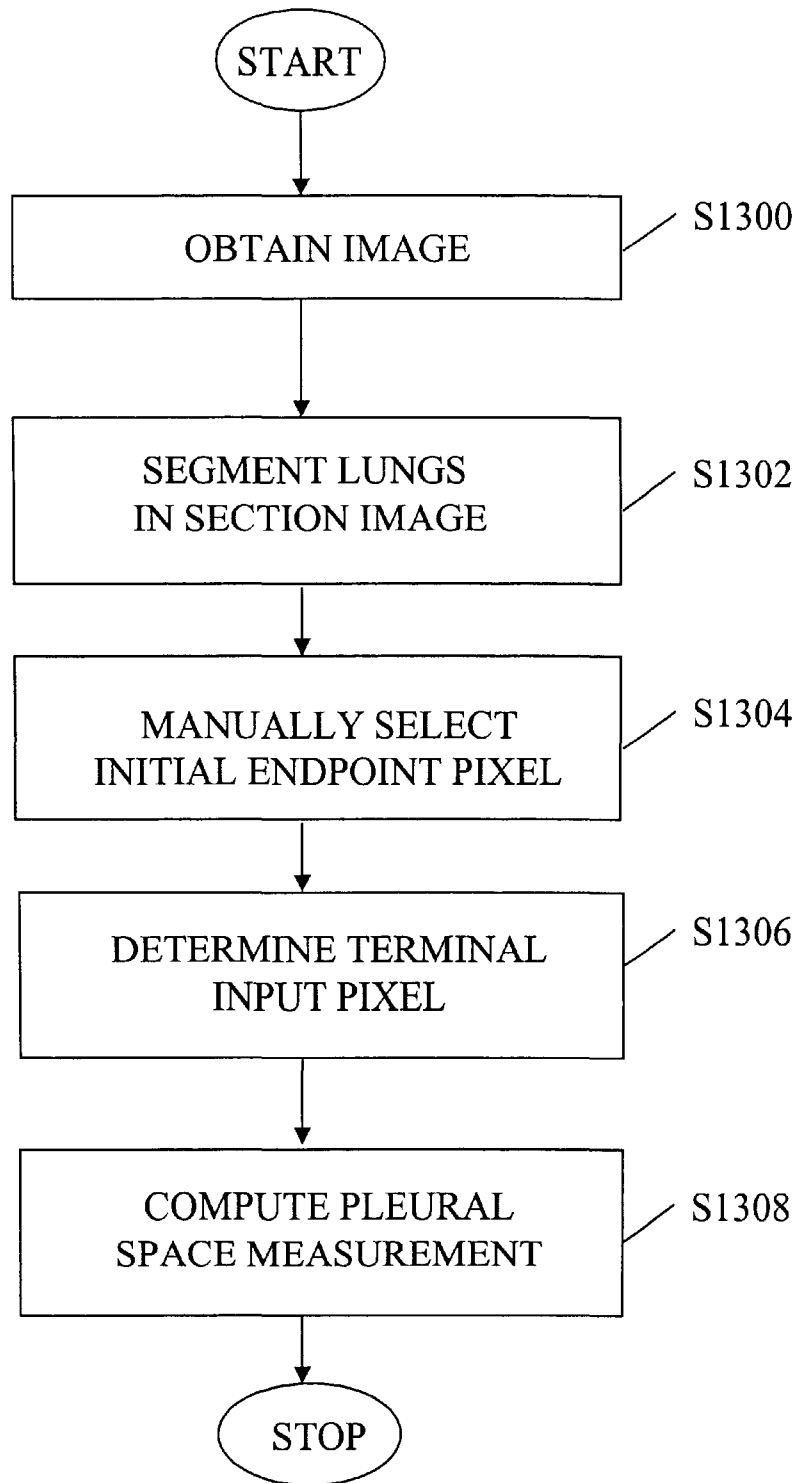 START
OBTAIN IMAGE
S1300
SEGMENT LUNGS
IN SECTION IMAGE
S1302
MANUALLY SELECT
INITIAL ENDPOINT PIXEL
S1304
DETERMINE TERMINAL
INPUT PIXEL
S1306
COMPUTE PLEURAL
SPACE MEASUREMENT
S1308
STOP